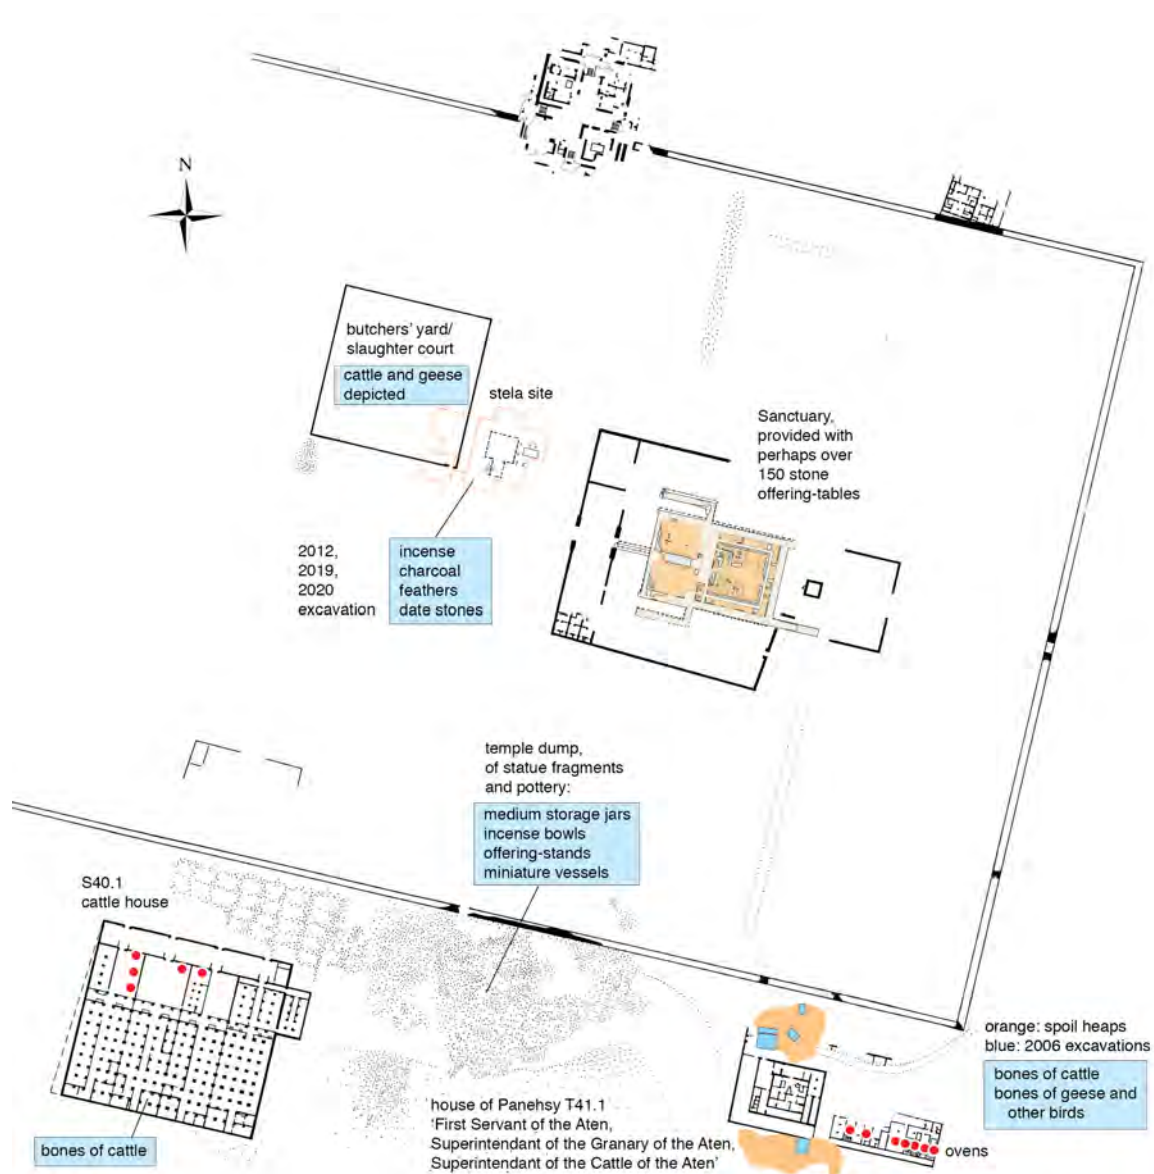 N
butchers' yard/
slaughter court
cattle and geese
depicted
stela site
Sanctuary,
provided with
perhaps over
150 stone
offering-tables
2012,
2019,
2020
excavation
incense
charcoal
feathers
date stones
temple dump,
of statue fragments
and pottery:
medium storage jars
incense bowls
offering-stands
miniature vessels
S40.1
cattle house
bones of cattle
orange: spoil heaps
blue: 2006 excavations
bones of cattle
bones of geese and
other birds
house of Panehsy T41.1
'First Servant of the Aten,
Superintendant of the Granary of the Aten,
Superintendant of the Cattle of the Aten'
ovens